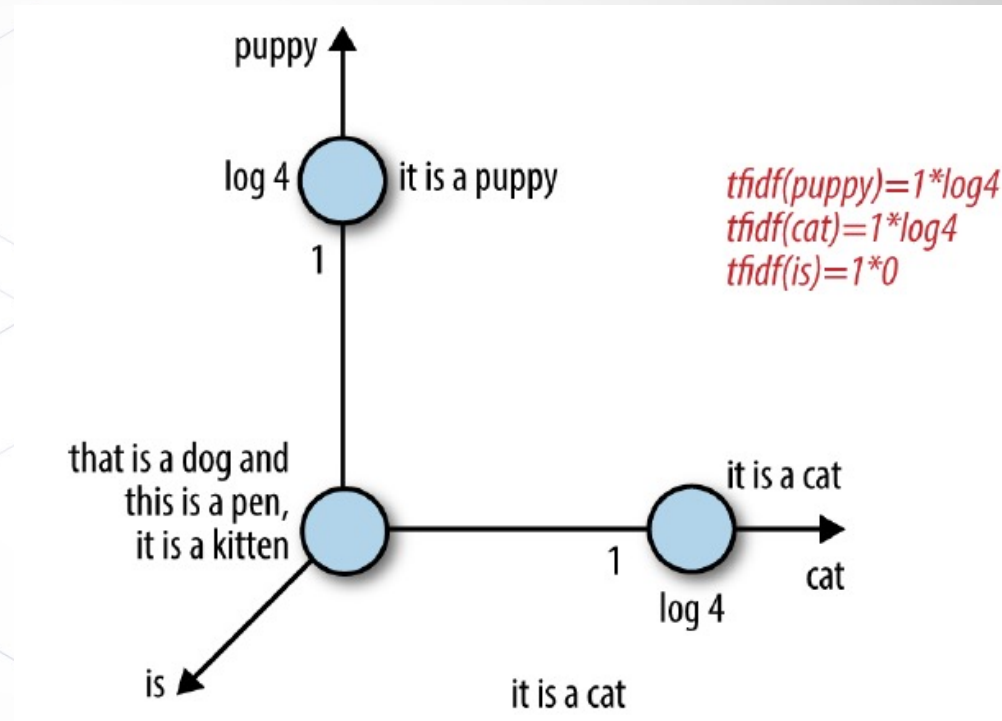 puppy
log 4
it is a puppy
1
tfidf(puppy)=1*log4
tfidf(cat)=1*log4
tfidf(is)=1*0
that is a dog and
this is a pen,
it is a kitten
it is a cat
1
cat
log 4
is
it is a cat